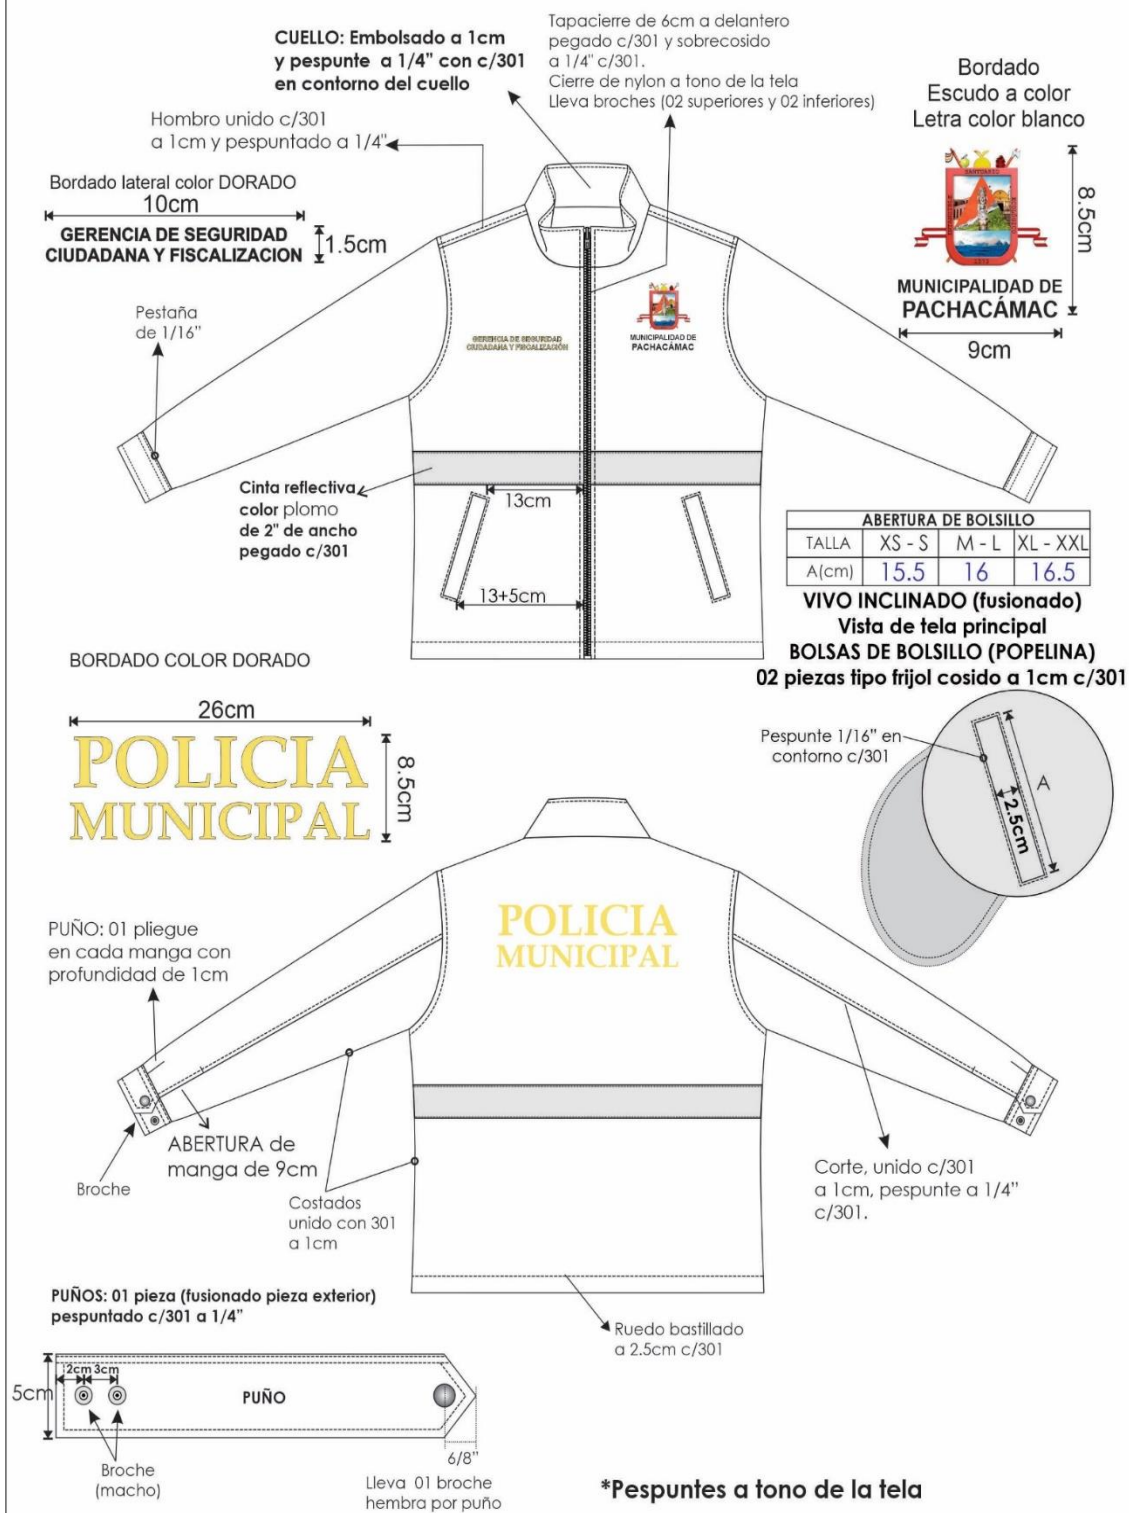 CUELLO: Embolsado a 1cm
y pespunte a 1/4" con c/301
en contorno del cuello
Tapacierre de 6cm a delantero
pegado c/301 y sobrecosido
a 1/4" c/301.
Cierre de nylon a tono de la tela
Lleva broches (02 superiores y 02 inferiores)
Bordado
Escudo a color
Letra color blanco
SANTUARIO
8.5cm
MUNICIPALIDAD DE
PACHACÁMAC
9cm
Hombro unido c/301
a 1cm y pespuntado a 1/4"
Bordado lateral color DORADO
10cm
GERENCIA DE SEGURIDAD
CIUDADANA Y FISCALIZACION
1.5cm
Pestaña
de 1/16"
GERENCIA DE SEGURIDAD
CIUDADANA Y FISCALIZACIÓN
MUNICIPALIDAD DE
PACHACÁMAC
Cinta reflectiva
color plomo
de 2" de ancho
pegado c/301
13cm
13+5cm
ABERTURA DE BOLSILLO
TALLA XS - S M - L XL - XXL
A(cm) 15.5 16 16.5
VIVO INCLINADO (fusionado)
Vista de tela principal
BOLSAS DE BOLSILLO (POPELINA)
02 piezas tipo frijol cosido a 1cm c/301
Pespunte 1/16" en
contorno c/301
A
2.5cm
BORDADO COLOR DORADO
26cm
POLICIA
MUNICIPAL
8.5cm
POLICIA
MUNICIPAL
PUÑO: 01 pliegue
en cada manga con
profundidad de 1cm
Broche
ABERTURA de
manga de 9cm
Costados
unido con 301
a 1cm
Corte, unido c/301
a 1cm, pespunte a 1/4"
c/301.
Ruedo bastillado
a 2.5cm c/301
PUÑOS: 01 pieza (fusionado pieza exterior)
pespuntado c/301 a 1/4"
5cm
2cm 3cm
PUÑO
6/8"
Broche
(macho)
Lleva 01 broche
hembra por puño
*Pespuntes a tono de la tela